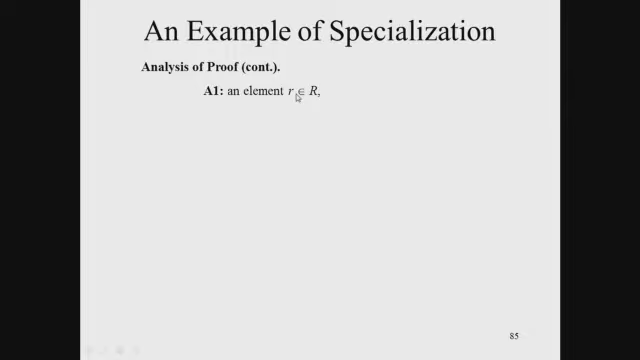 An Example of Specialization
Analysis of Proof (cont.).
A1: an element r ∈ R,
85